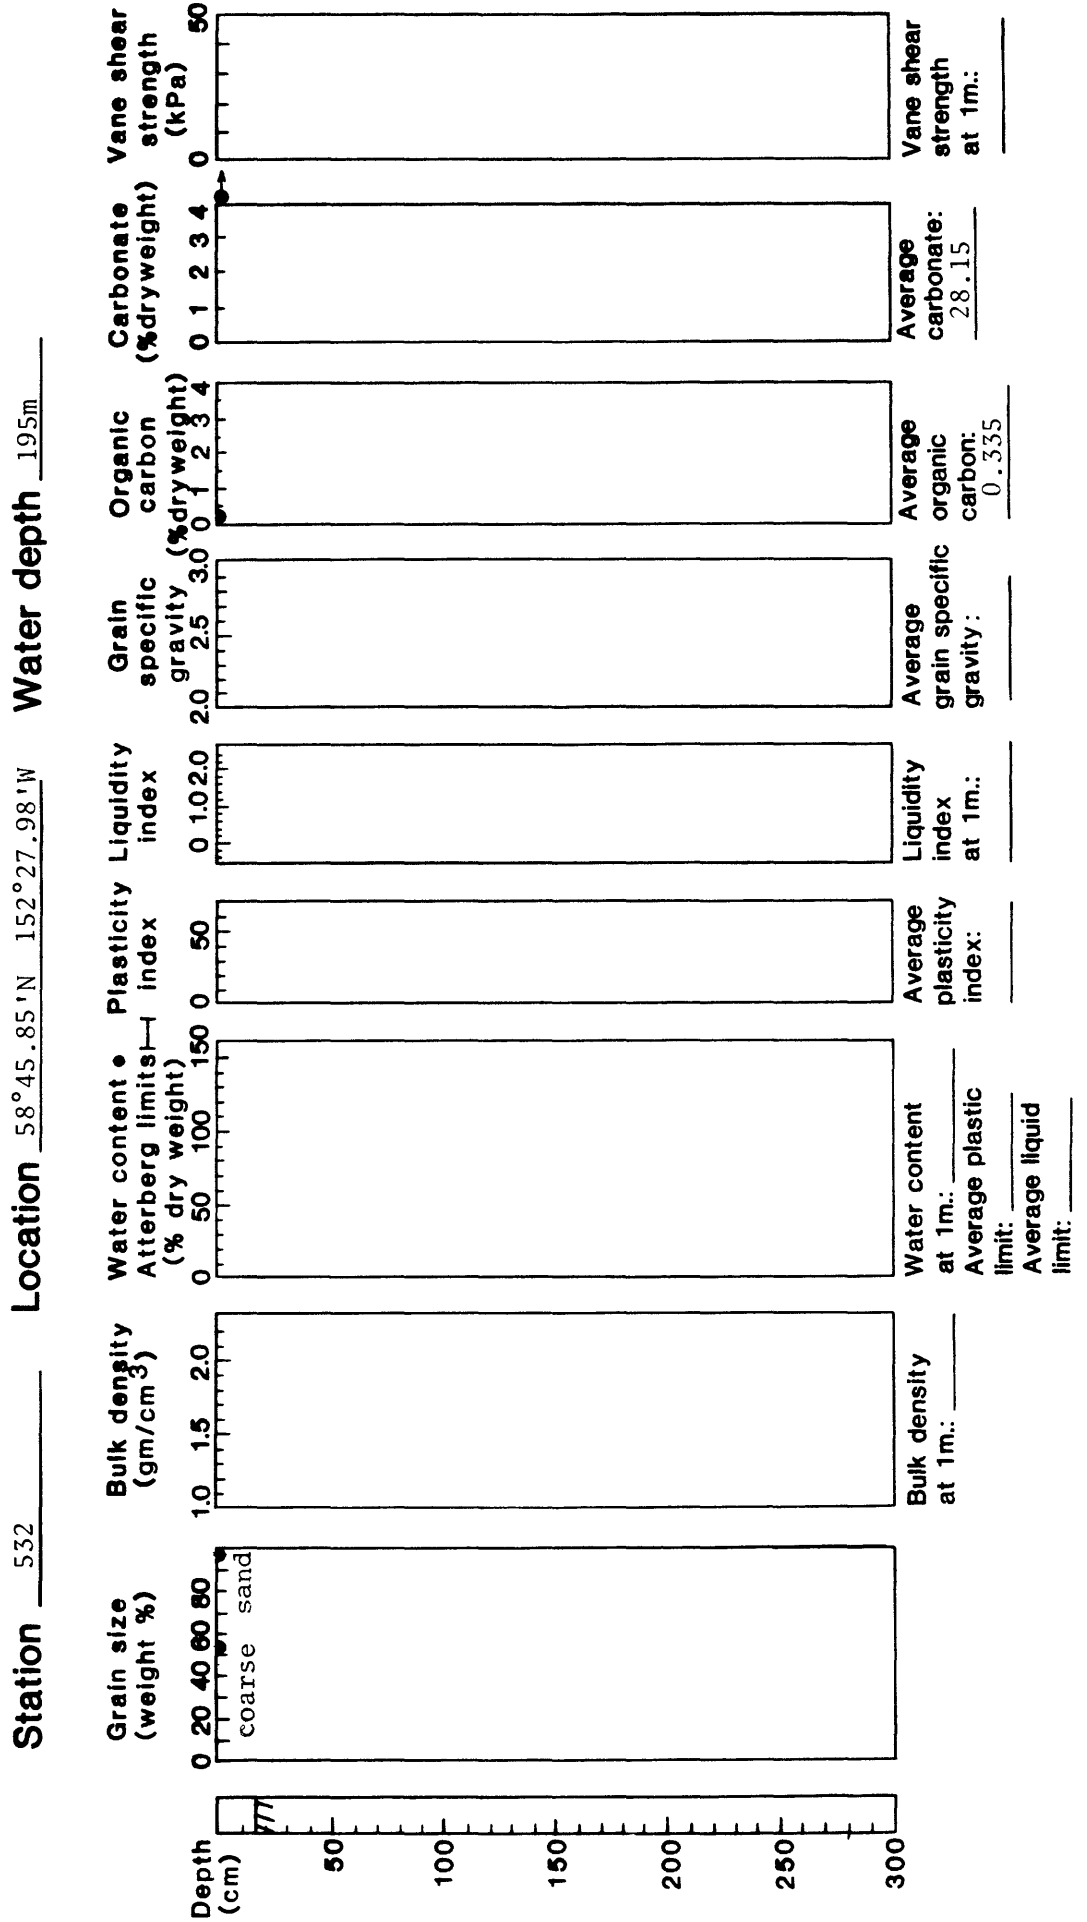 Station 532 Location 58°45.85'N 152°27.98'W Water depth 195m
Depth
(cm)
50
100
150
200
250
300
Grain size
(weight %)
0 20 40 60 80
coarse sand
Bulk density
(gm/cm³)
1.0 1.5 2.0
Bulk density
at 1m.:
Water content •
Atterberg limits
(% dry weight)
0 50 100 150
Water content
at 1m.:
Average plastic
limit:
Average liquid
limit:
Plasticity
index
0 50
Average
plasticity
index:
Liquidity
index
0 1.0 2.0
Liquidity
index
at 1m.:
Grain
specific
gravity
2.0 2.5 3.0
Average
grain specific
gravity:
Organic
carbon
(%dryweight)
0 1 2 3 4
Average
organic
carbon:
0.335
Carbonate
(%dryweight)
0 1 2 3 4
Average
carbonate:
28.15
Vane shear
strength
(kPa)
0 50
Vane shear
strength
at 1m.: